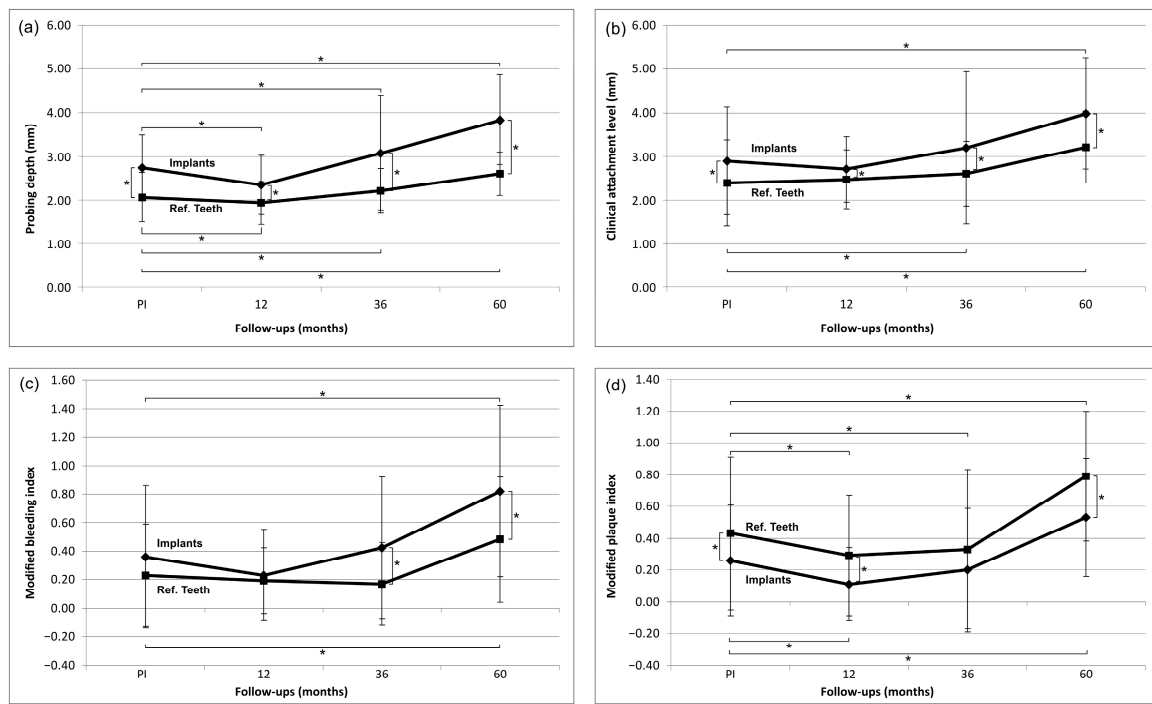 (a)
6.00
5.00
4.00
3.00
2.00
1.00
0.00
Probing depth (mm)
*
*
*
Implants
*
*
*
*
Ref. Teeth
*
*
*
PI 12 36 60
Follow-ups (months)
(b)
6.00
5.00
4.00
3.00
2.00
1.00
0.00
Clinical attachment level (mm)
*
Implants
*
*
*
*
Ref. Teeth
*
*
PI 12 36 60
Follow-ups (months)
(c)
1.60
1.40
1.20
1.00
0.80
0.60
0.40
0.20
0.00
−0.20
−0.40
Modified bleeding index
*
Implants
*
*
Ref. Teeth
*
PI 12 36 60
Follow-ups (months)
(d)
1.40
1.20
1.00
0.80
0.60
0.40
0.20
0.00
−0.20
−0.40
Modified plaque index
*
*
*
Ref. Teeth
*
*
*
Implants
*
*
PI 12 36 60
Follow-ups (months)